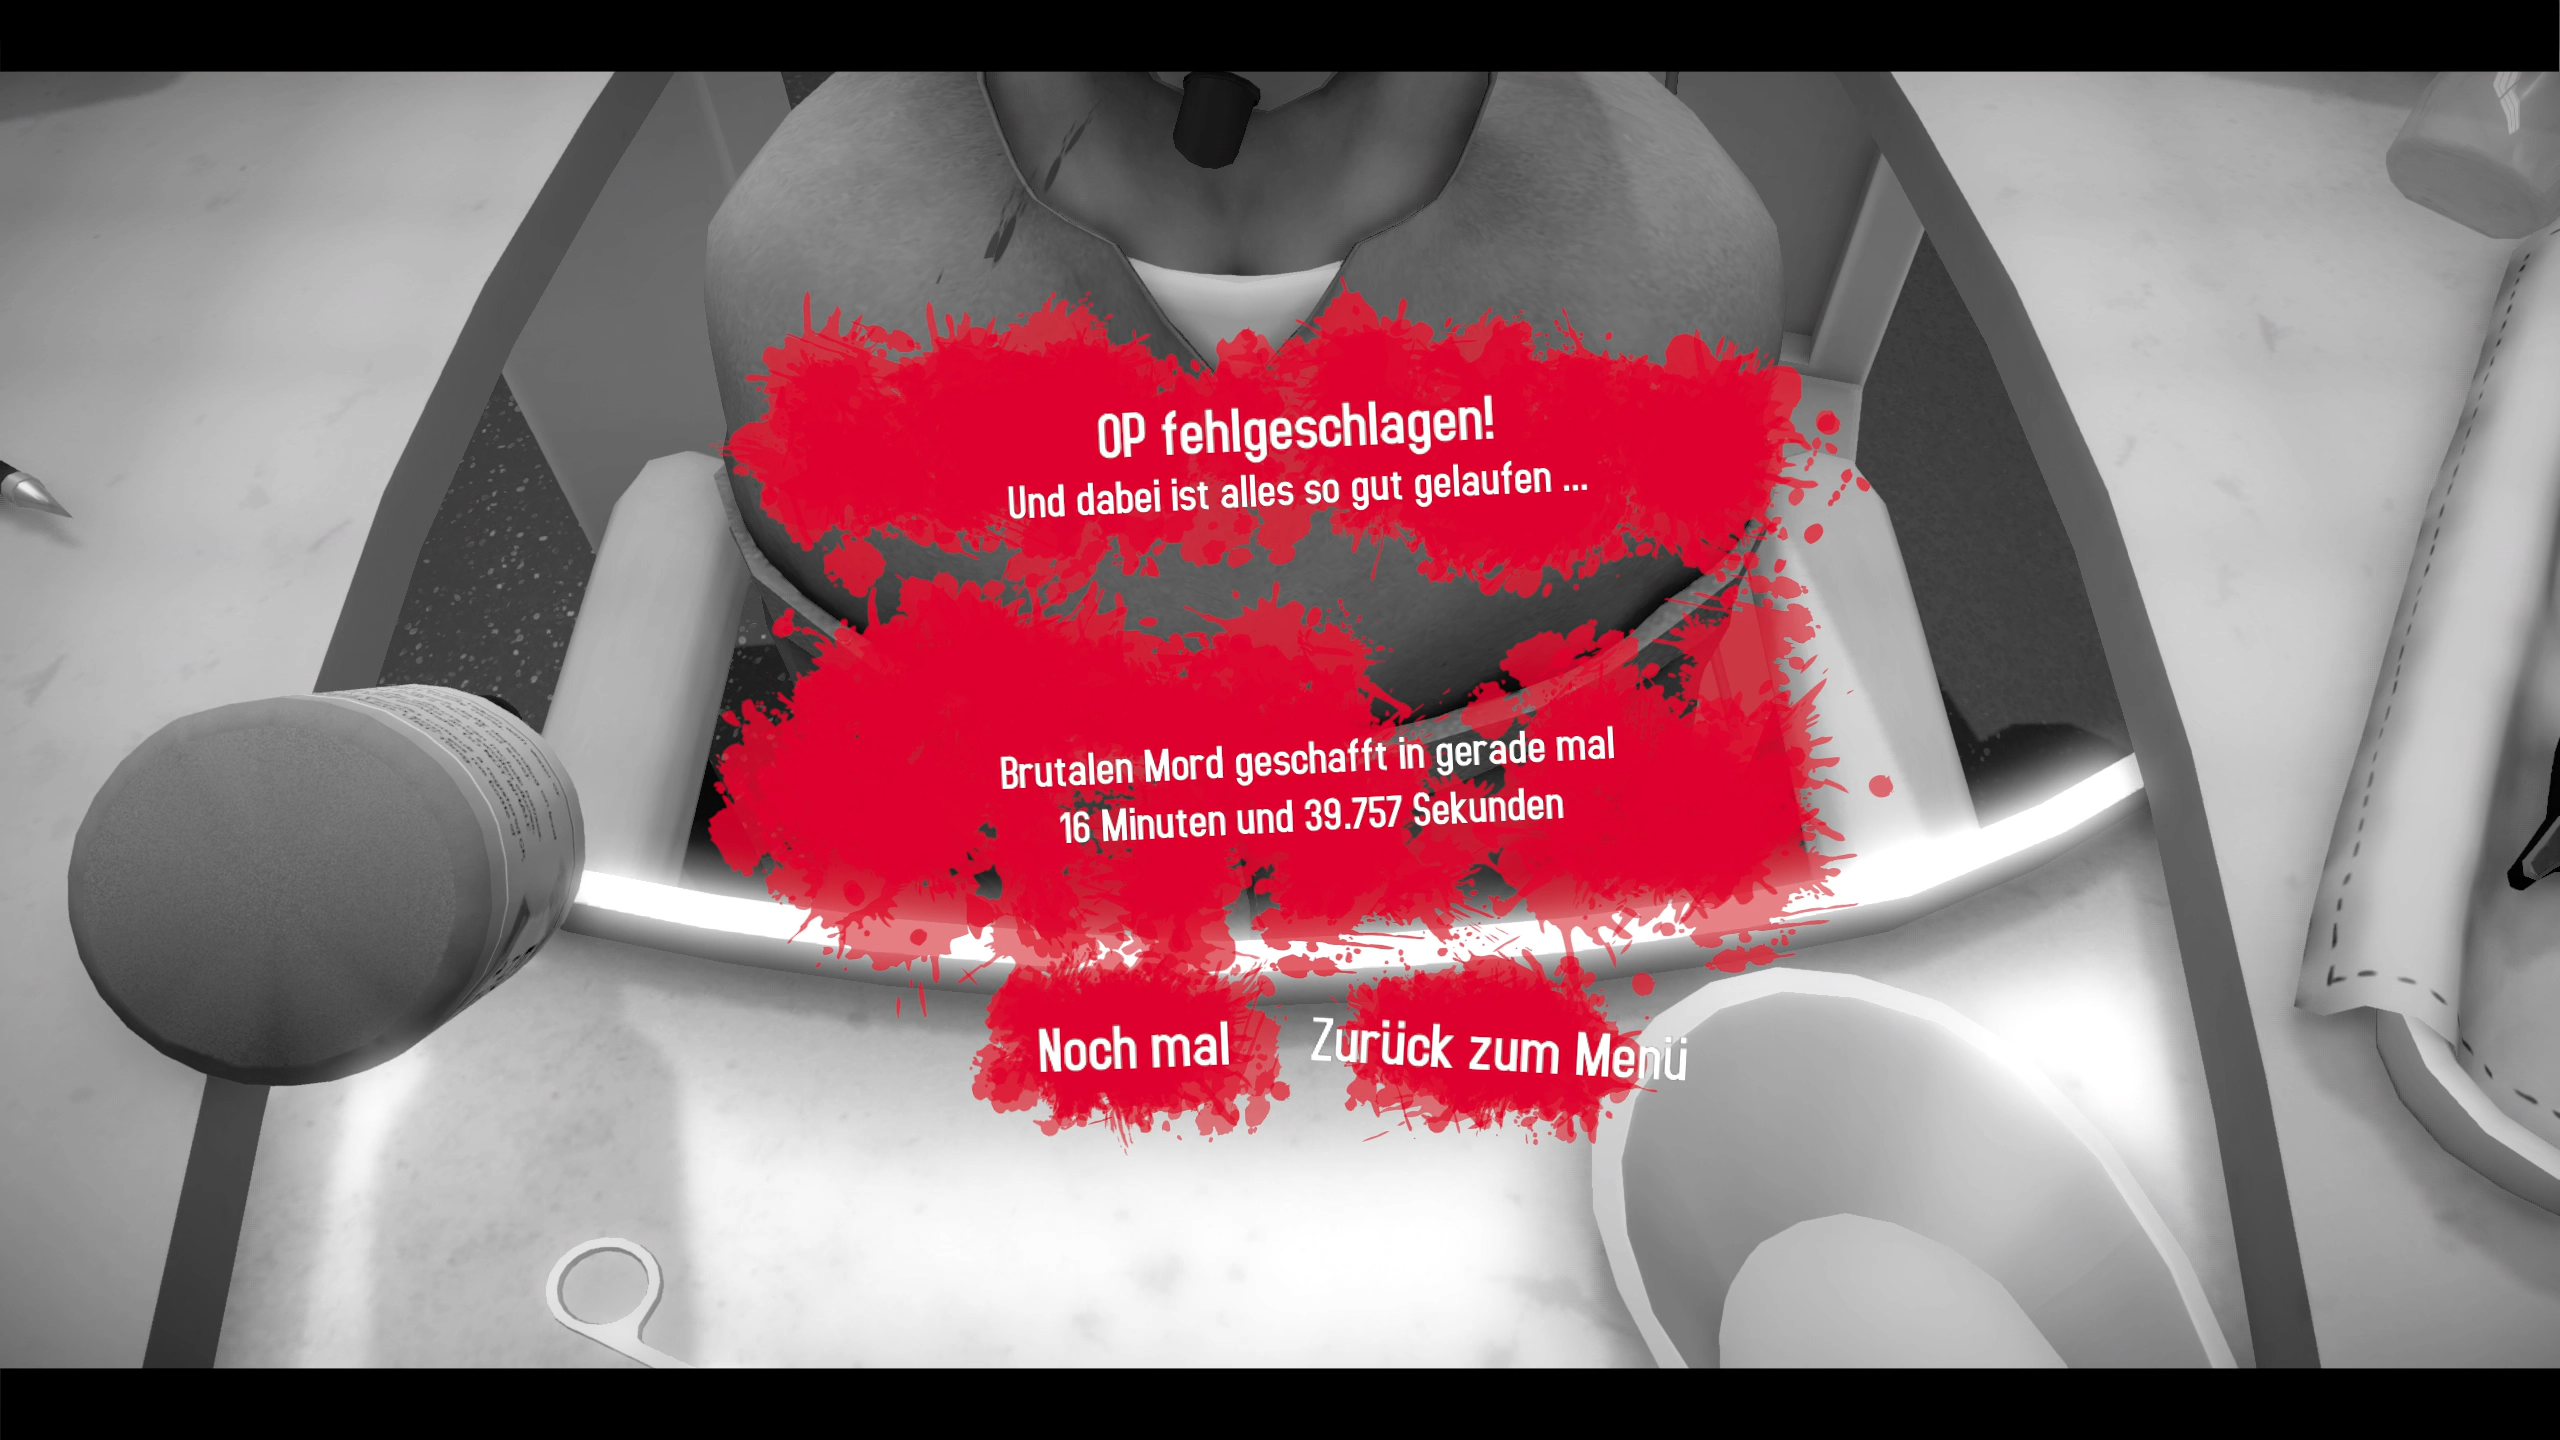 OP fehlgeschlagen!
Und dabei ist alles so gut gelaufen ...
Brutalen Mord geschafft in gerade mal
16 Minuten und 39.757 Sekunden
Noch mal
Zurück zum Menü